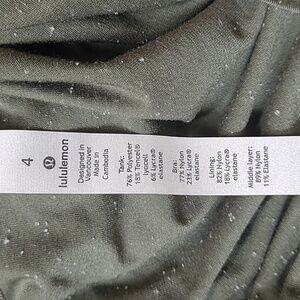 4
lululemon
Designed in
Vancouver
Made in
Cambodia
Tank:
76% Polyester
18% Tencel®
lyocell
6% Lycra®
elastane
Bra:
77% Nylon
23% Lycra®
elastane
Lining:
82% Nylon
18% Lycra®
elastane
Middle layer:
89% Nylon
11% Elastane